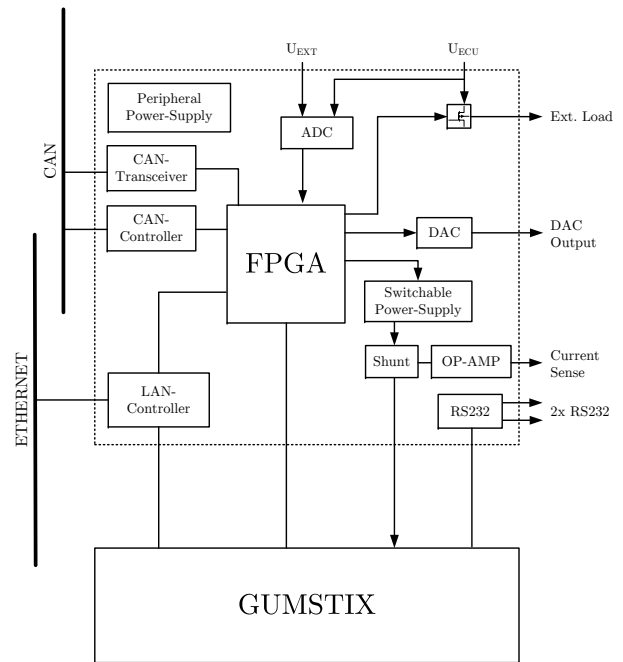 U_EXT
U_ECU
Peripheral
Power-Supply
ADC
Ext. Load
CAN
CAN-
Transceiver
CAN-
Controller
FPGA
DAC
DAC
Output
Switchable
Power-Supply
Shunt
OP-AMP
Current
Sense
ETHERNET
LAN-
Controller
RS232
2x RS232
GUMSTIX